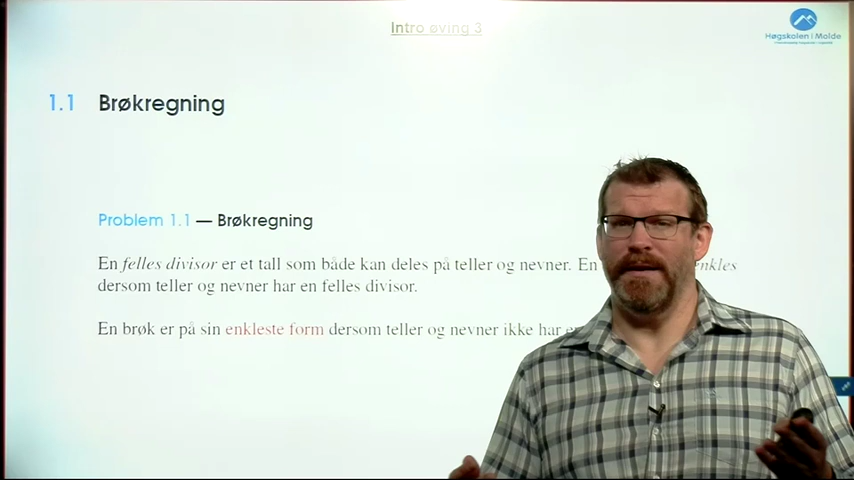 Intro øving 3
Høgskolen i Molde
1.1 Brøkregning
Problem 1.1 — Brøkregning
En felles divisor er et tall som både kan deles på teller og nevner. En
dersom teller og nevner har en felles divisor.
En brøk er på sin enkleste form dersom teller og nevner ikke har